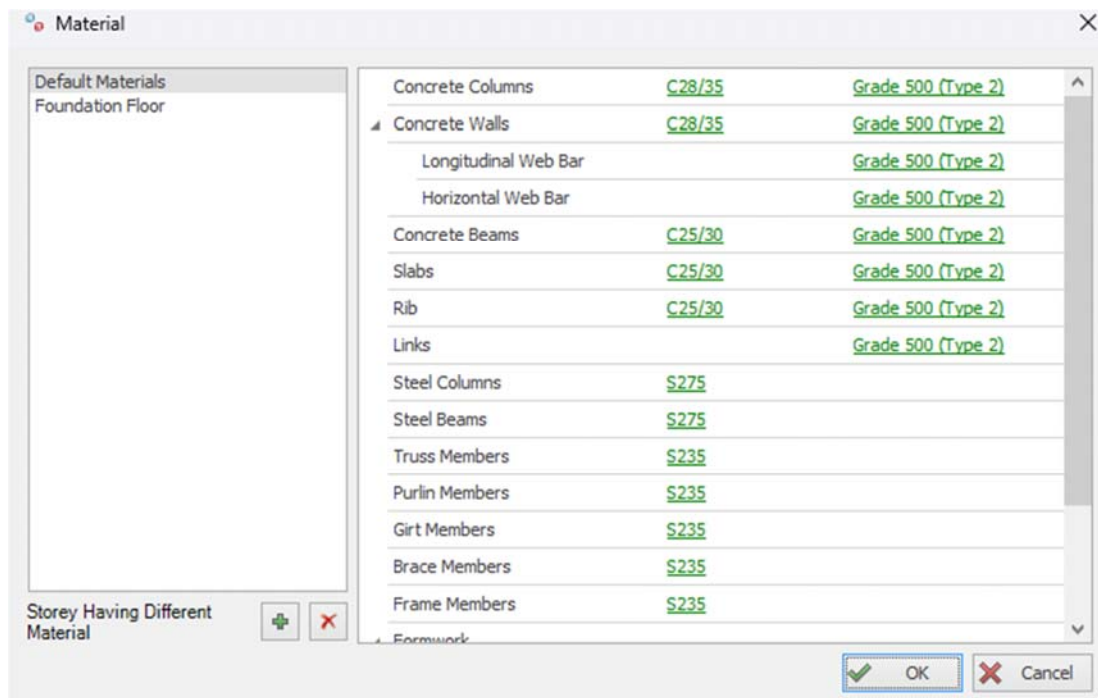 Material
Default Materials
Foundation Floor
Concrete Columns C28/35 Grade 500 (Type 2)
Concrete Walls C28/35 Grade 500 (Type 2)
Longitudinal Web Bar Grade 500 (Type 2)
Horizontal Web Bar Grade 500 (Type 2)
Concrete Beams C25/30 Grade 500 (Type 2)
Slabs C25/30 Grade 500 (Type 2)
Rib C25/30 Grade 500 (Type 2)
Links Grade 500 (Type 2)
Steel Columns S275
Steel Beams S275
Truss Members S235
Purlin Members S235
Girt Members S235
Brace Members S235
Frame Members S235
Formwork
Storey Having Different
Material
OK Cancel